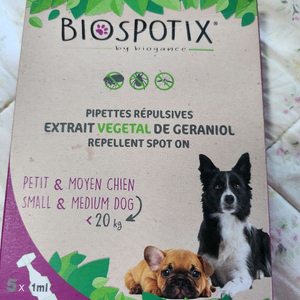 BIOSPOTIX®
by biogance
PIPETTES RÉPULSIVES
EXTRAIT VEGETAL DE GERANIOL
REPELLENT SPOT ON
PETIT & MOYEN CHIEN
SMALL & MEDIUM DOG
< 20 kg
5 x 1ml